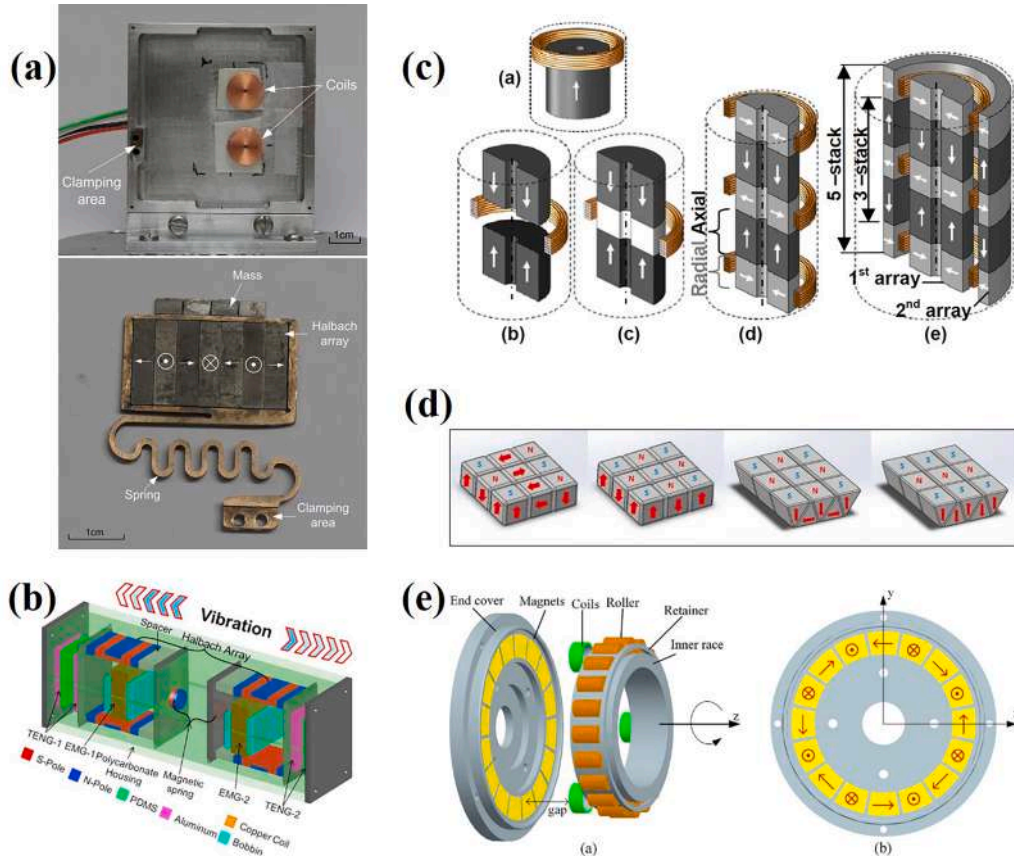 (a)
Coils
Clamping
area
1cm
Mass
Halbach
array
Spring
Clamping
area
1cm
(b)
Vibration
Spacer
Halbach Array
TENG-1
EMG-1
Polycarbonate
Housing
Magnetic
spring
EMG-2
TENG-2
S-Pole
N-Pole
PDMS
Aluminum
Copper Coil
Bobbin
(c)
(a)
(b)
(c)
Radial Axial
(d)
5 –stack
3 –stack
1st array
2nd array
(e)
(d)
S
N
S
N
S
N
S
N
S
N
S
N
S
N
S
N
S
N
S
N
S
N
S
N
S
(e)
End cover
Magnets
Coils
Roller
Retainer
Inner race
z
gap
(a)
y
(b)